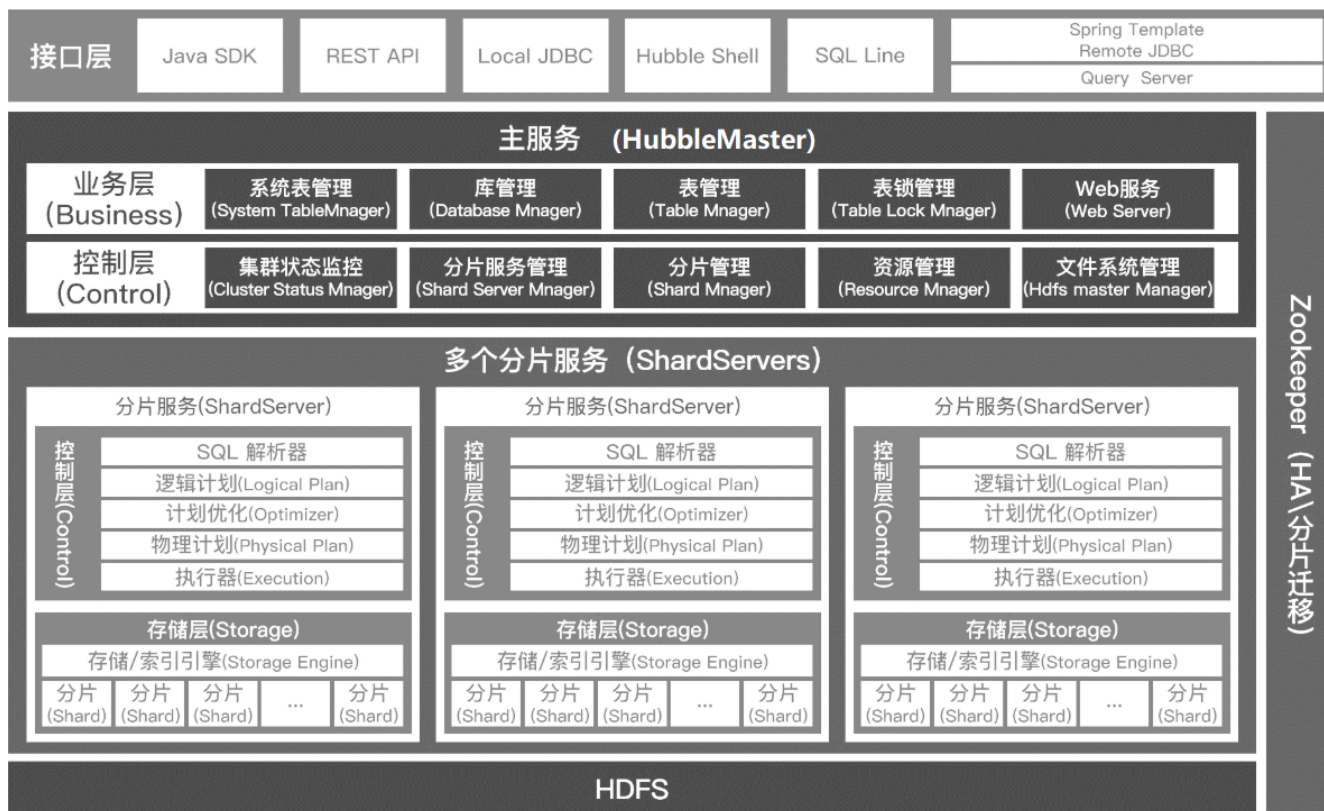 接口层
Java SDK
REST API
Local JDBC
Hubble Shell
SQL Line
Spring Template
Remote JDBC
Query Server
主服务 (HubbleMaster)
业务层
(Business)
系统表管理
(System TableMnager)
库管理
(Database Mnager)
表管理
(Table Mnager)
表锁管理
(Table Lock Mnager)
Web服务
(Web Server)
控制层
(Control)
集群状态监控
(Cluster Status Mnager)
分片服务管理
(Shard Server Mnager)
分片管理
(Shard Mnager)
资源管理
(Resource Mnager)
文件系统管理
(Hdfs master Manager)
Zookeeper (HA\分片迁移)
多个分片服务（ShardServers）
分片服务(ShardServer)
控制层(Control)
SQL 解析器
逻辑计划(Logical Plan)
计划优化(Optimizer)
物理计划(Physical Plan)
执行器(Execution)
存储层(Storage)
存储/索引引擎(Storage Engine)
分片
(Shard)
分片
(Shard)
分片
(Shard)
...
分片
(Shard)
分片服务(ShardServer)
控制层(Control)
SQL 解析器
逻辑计划(Logical Plan)
计划优化(Optimizer)
物理计划(Physical Plan)
执行器(Execution)
存储层(Storage)
存储/索引引擎(Storage Engine)
分片
(Shard)
分片
(Shard)
分片
(Shard)
...
分片
(Shard)
分片服务(ShardServer)
控制层(Control)
SQL 解析器
逻辑计划(Logical Plan)
计划优化(Optimizer)
物理计划(Physical Plan)
执行器(Execution)
存储层(Storage)
存储/索引引擎(Storage Engine)
分片
(Shard)
分片
(Shard)
分片
(Shard)
...
分片
(Shard)
HDFS